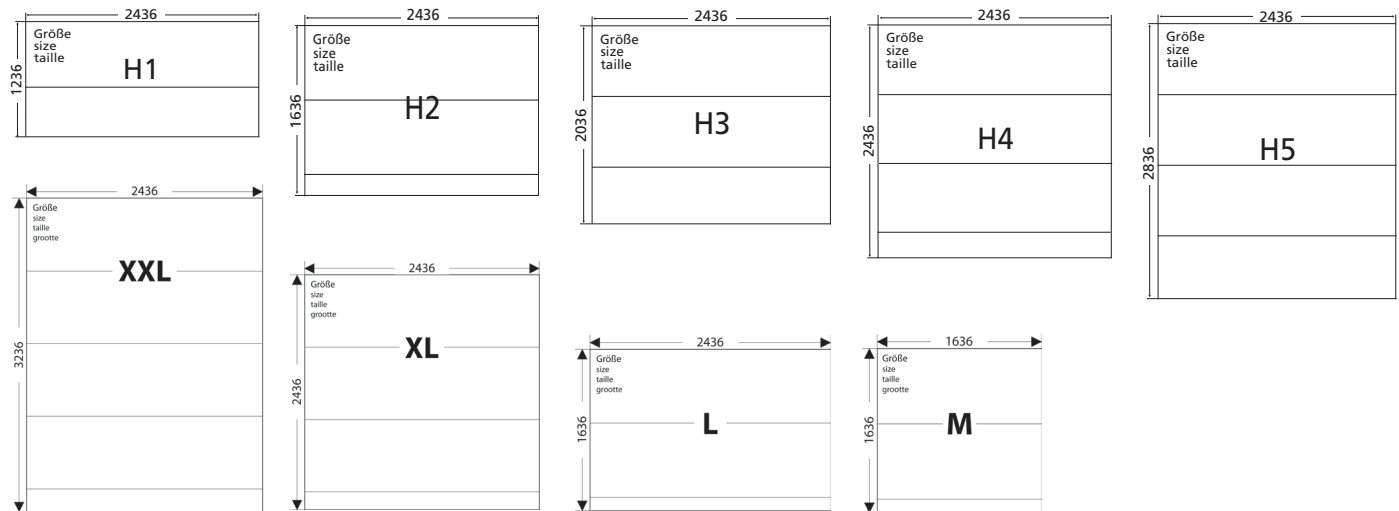 2436
Größe
size
taille
H1
1236
2436
Größe
size
taille
H2
1636
2436
Größe
size
taille
H3
2036
2436
Größe
size
taille
H4
2436
2436
Größe
size
taille
H5
2836
2436
Größe
size
taille
grootte
XXL
3236
2436
Größe
size
taille
grootte
XL
2436
2436
Größe
size
taille
grootte
L
1636
1636
Größe
size
taille
grootte
M
1636